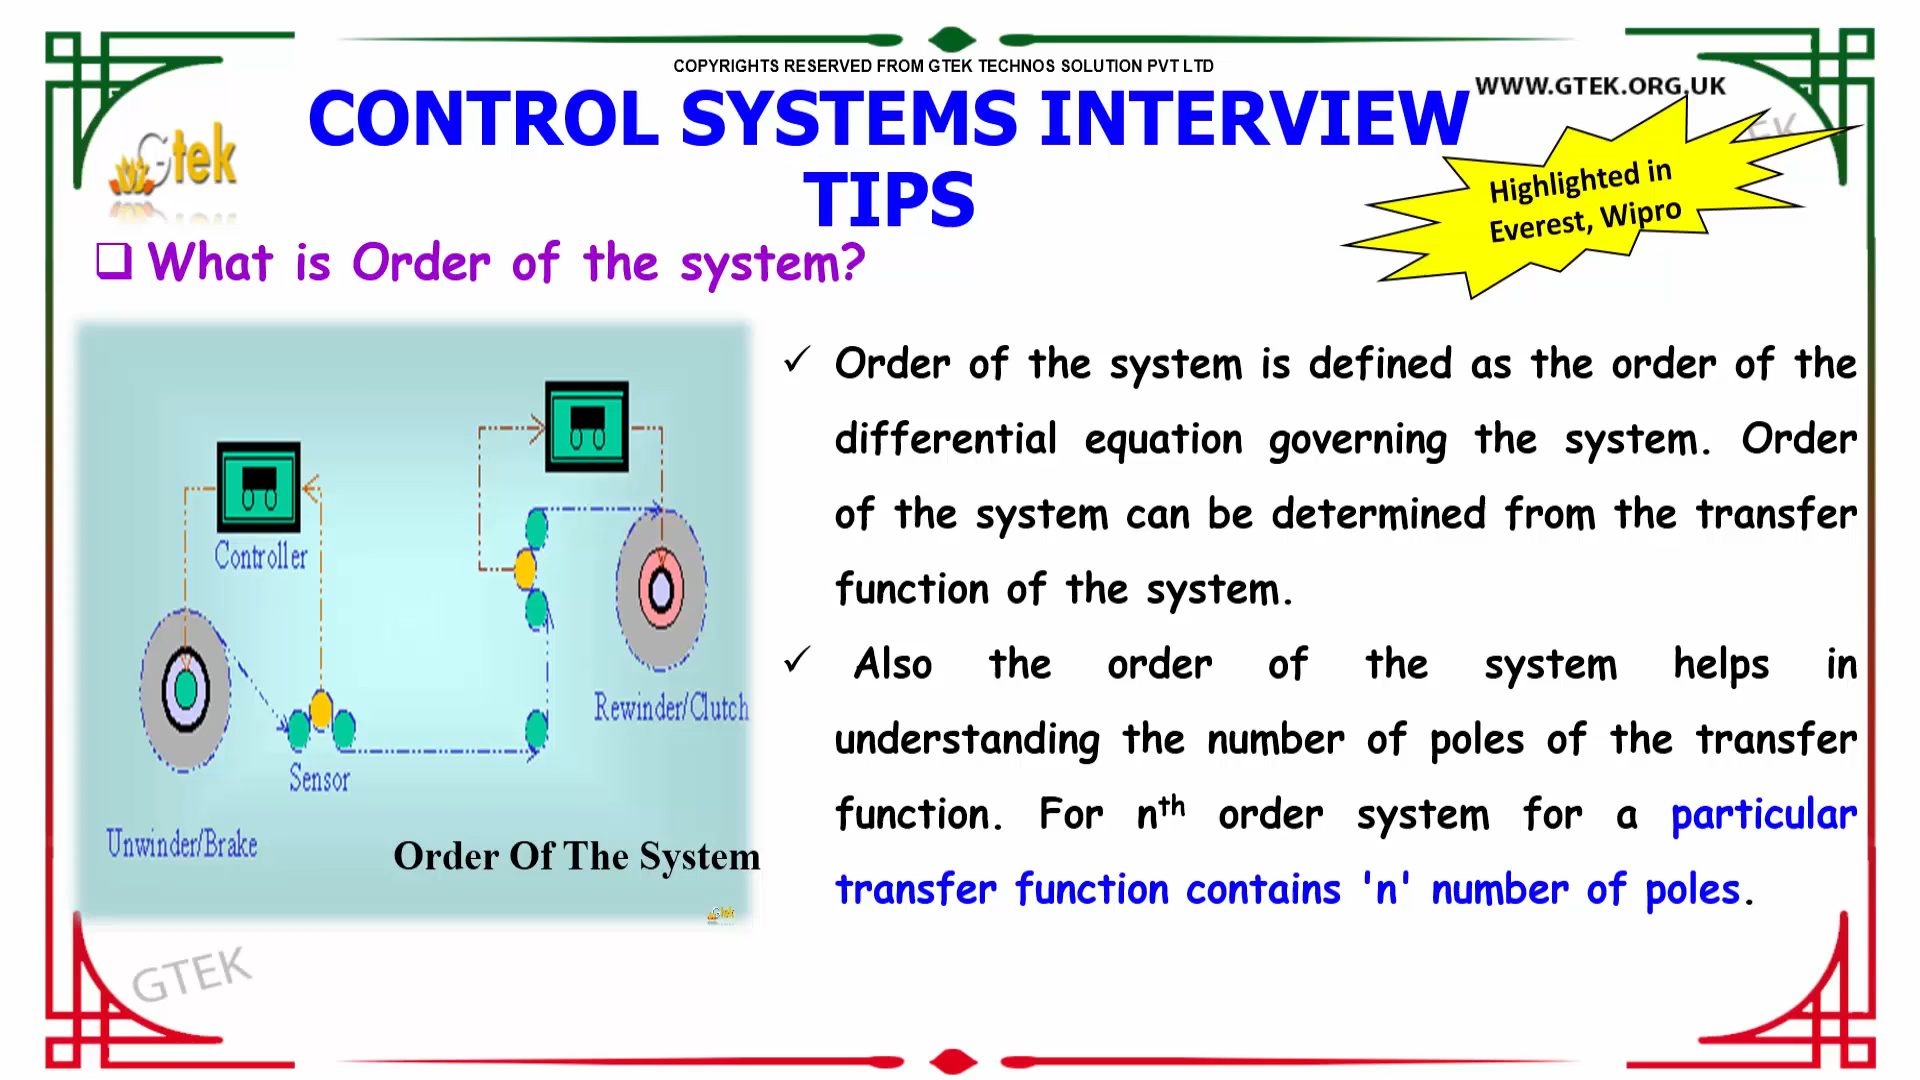 COPYRIGHTS RESERVED FROM GTEK TECHNOS SOLUTION PVT LTD
WWW.GTEK.ORG.UK
CONTROL SYSTEMS INTERVIEW
TIPS
Gtek
Highlighted in
Everest, Wipro
What is Order of the system?
Controller
Sensor
Unwinder/Brake
Rewinder/Clutch
Order Of The System
Gtek
Order of the system is defined as the order of the
differential equation governing the system. Order
of the system can be determined from the transfer
function of the system.
Also the order of the system helps in
understanding the number of poles of the transfer
function. For nth order system for a particular
transfer function contains 'n' number of poles.
GTEK